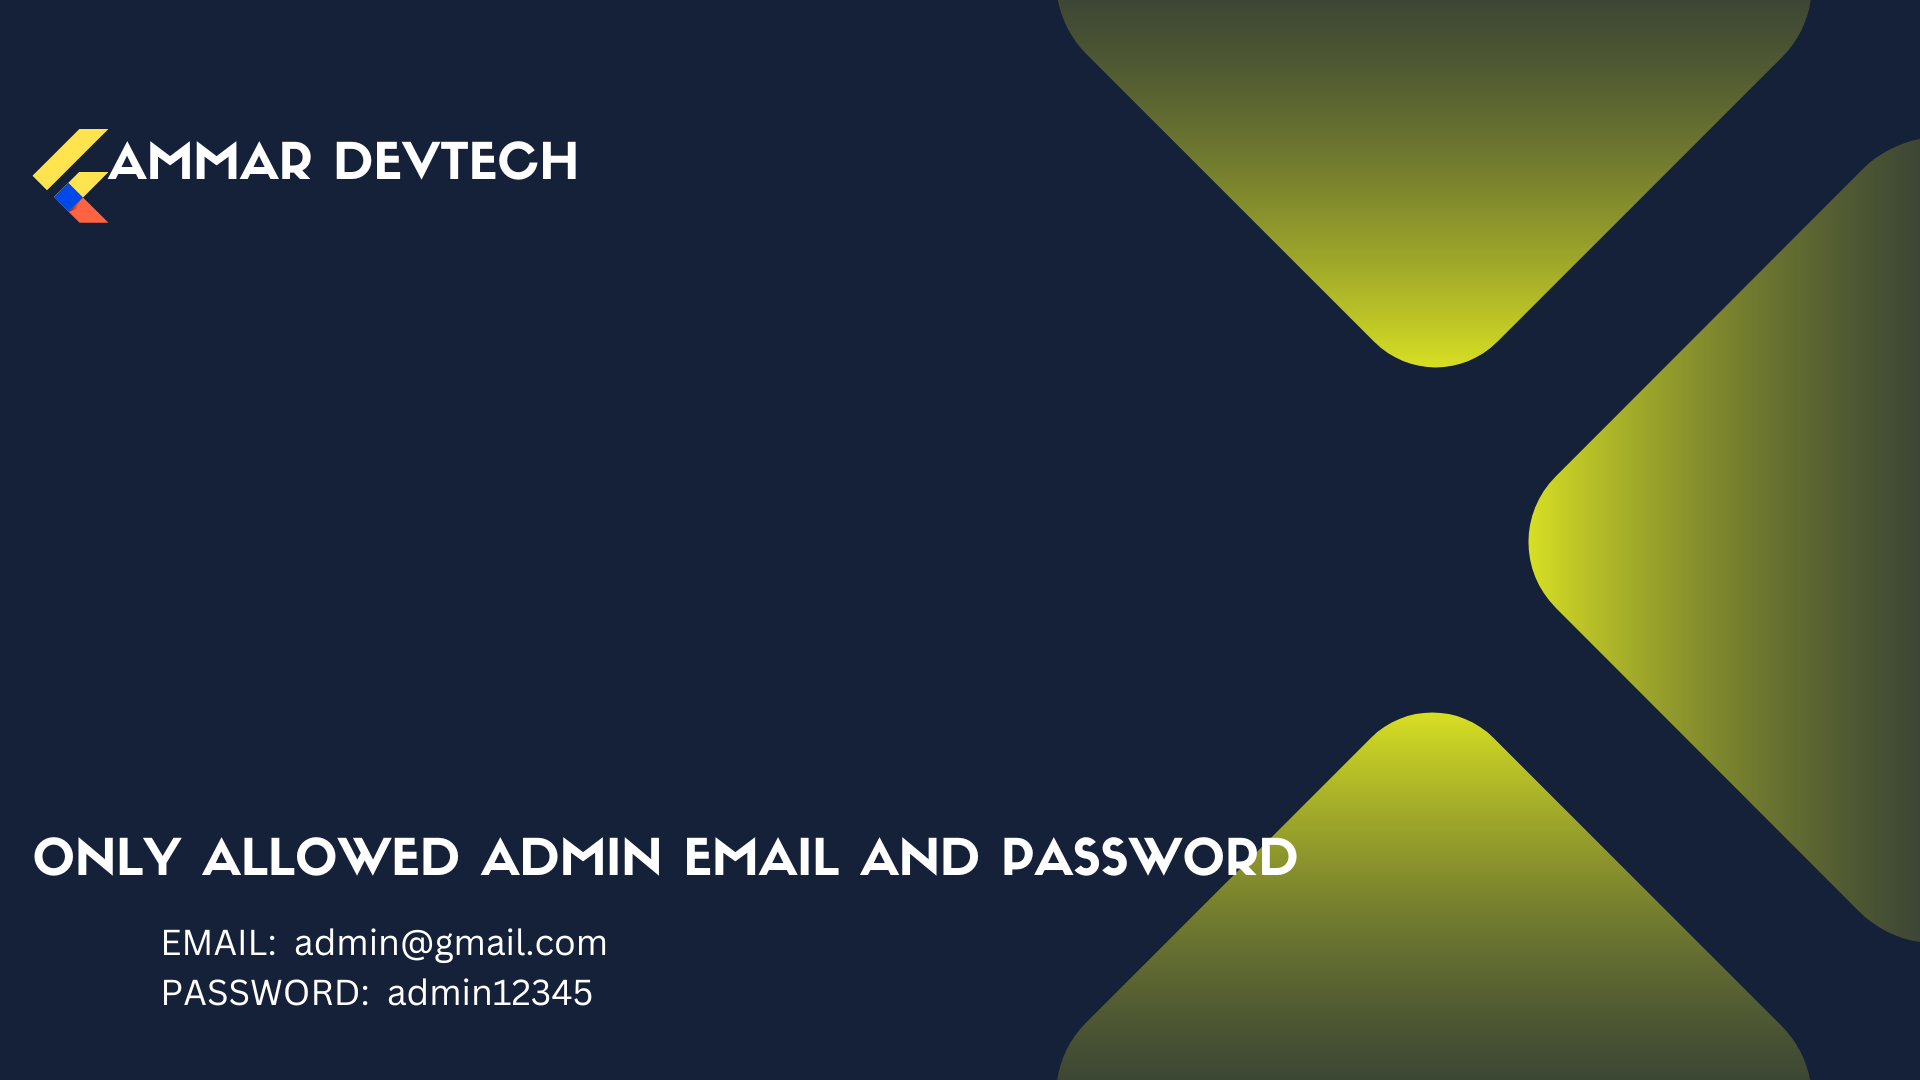 AMMAR DEVTECH
ONLY ALLOWED ADMIN EMAIL AND PASSWORD
EMAIL: admin@gmail.com
PASSWORD: admin12345